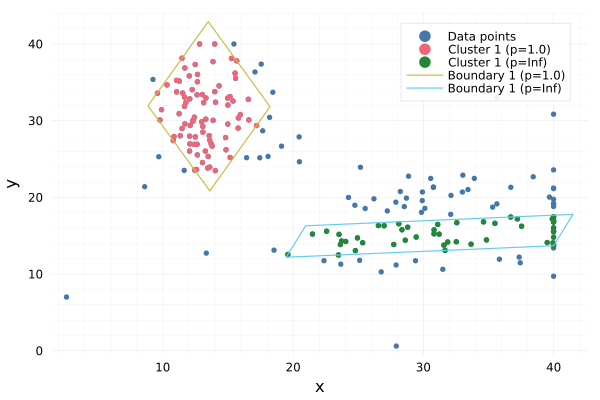 Data points
Cluster 1 (p=1.0)
Cluster 1 (p=Inf)
Boundary 1 (p=1.0)
Boundary 1 (p=Inf)
40
30
20
10
0
y
10
20
30
40
x